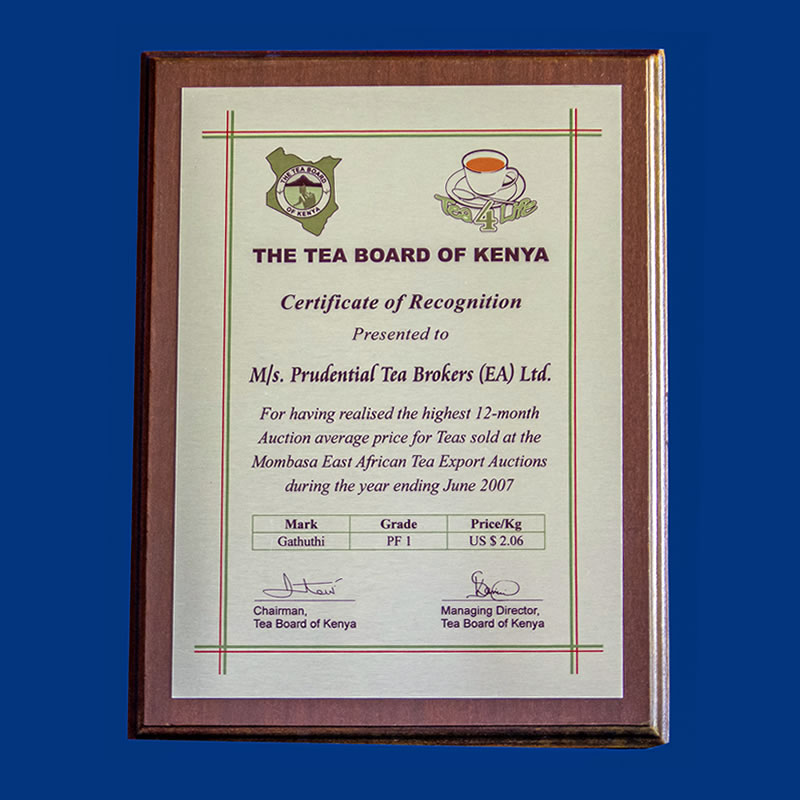 THE TEA BOARD
OF KENYA
Tea 4 Life
THE TEA BOARD OF KENYA
Certificate of Recognition
Presented to
M/s. Prudential Tea Brokers (EA) Ltd.
For having realised the highest 12-month
Auction average price for Teas sold at the
Mombasa East African Tea Export Auctions
during the year ending June 2007
Mark Grade Price/Kg
Gathuthi PF 1 US $ 2.06
Chairman, Managing Director,
Tea Board of Kenya Tea Board of Kenya